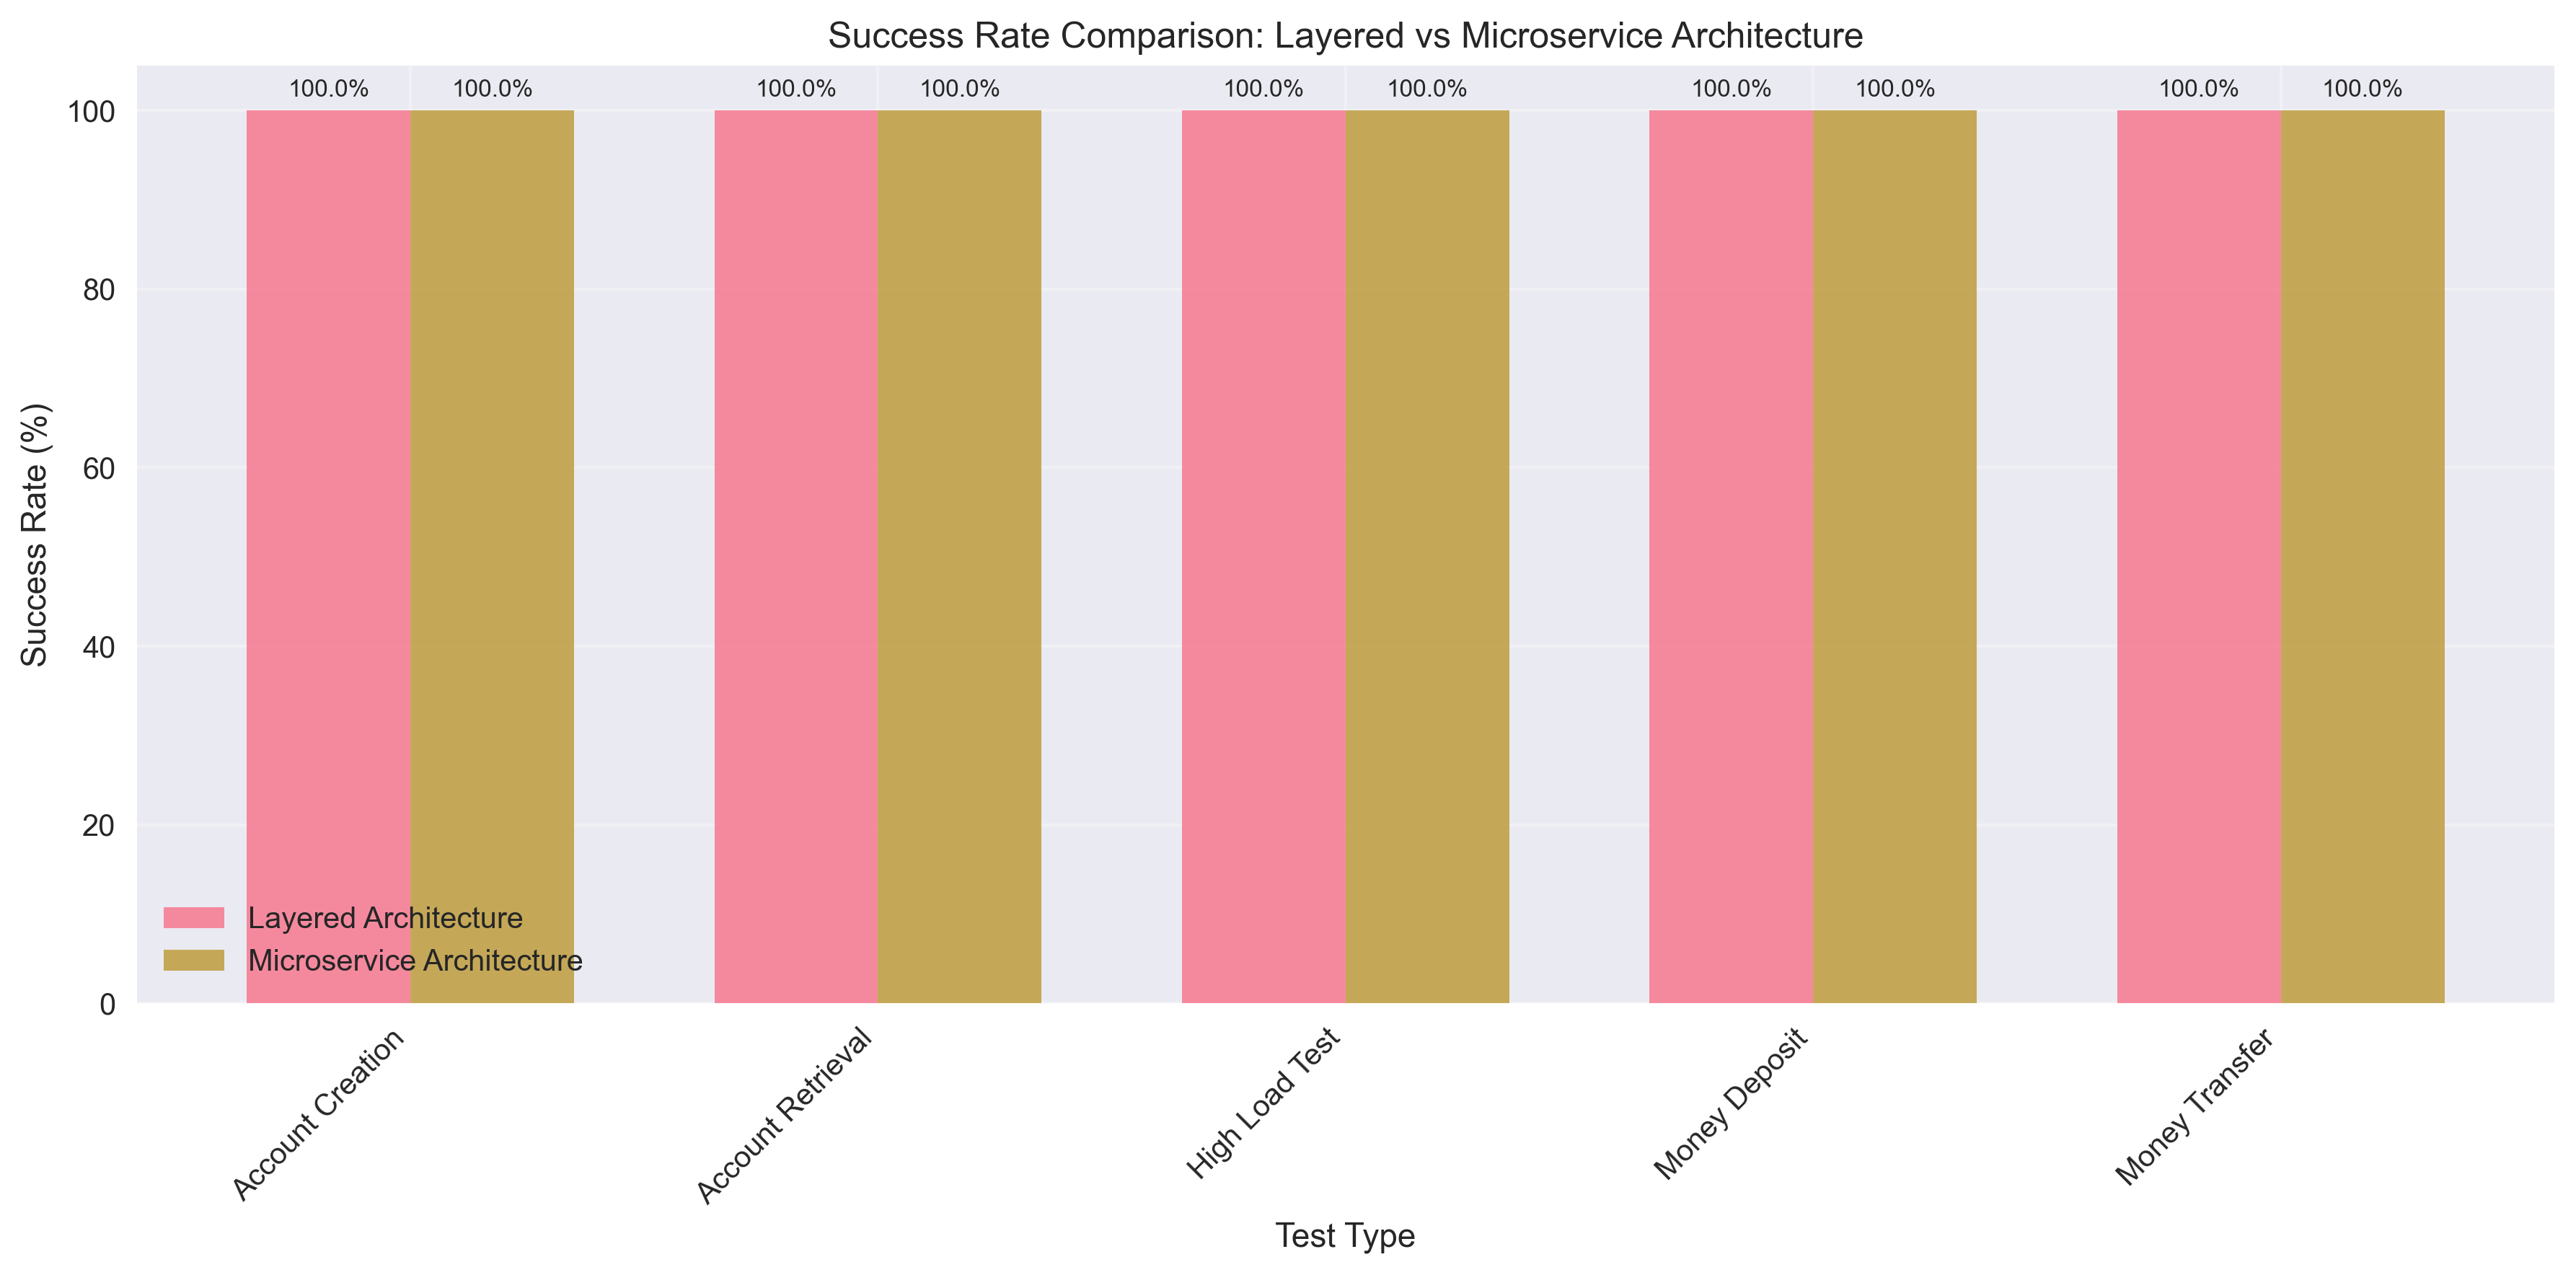 Success Rate Comparison: Layered vs Microservice Architecture
100.0% 100.0% 100.0% 100.0% 100.0% 100.0% 100.0% 100.0% 100.0% 100.0%
Success Rate (%)
100
80
60
40
20
0
Layered Architecture
Microservice Architecture
Account Creation
Account Retrieval
High Load Test
Money Deposit
Money Transfer
Test Type